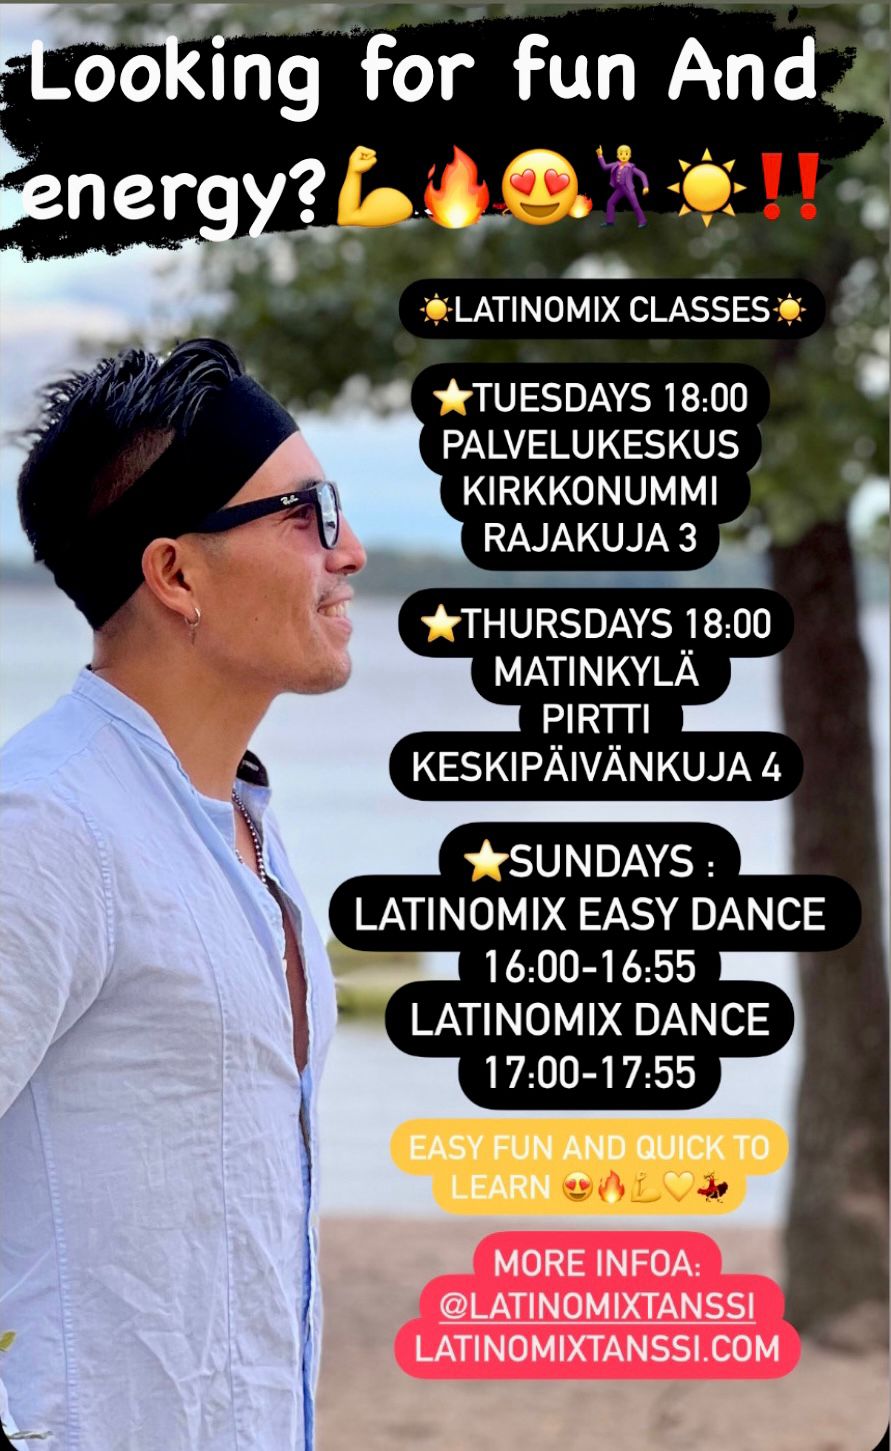 Looking for fun And
energy?💪🔥😍🕺☀️‼️
☀️LATINOMIX CLASSES☀️
⭐TUESDAYS 18:00
PALVELUKESKUS
KIRKKONUMMI
RAJAKUJA 3
⭐THURSDAYS 18:00
MATINKYLÄ
PIRTTI
KESKIPÄIVÄNKUJA 4
⭐SUNDAYS :
LATINOMIX EASY DANCE
16:00-16:55
LATINOMIX DANCE
17:00-17:55
EASY FUN AND QUICK TO
LEARN 😍🔥💪💛💃
MORE INFOA:
@LATINOMIXTANSSI
LATINOMIXTANSSI.COM
Ray-Ban